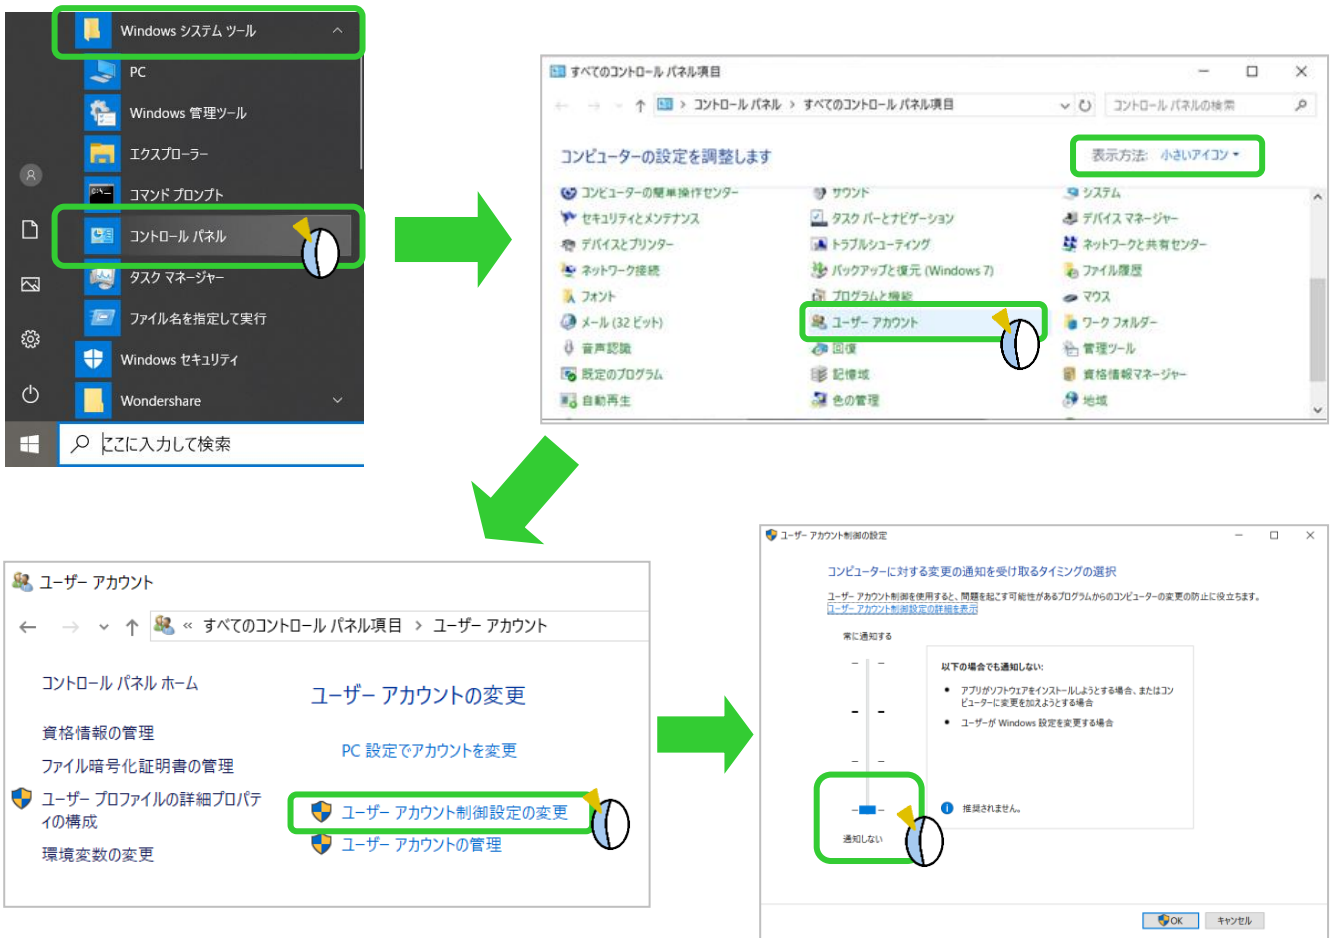 Windows システム ツール
PC
Windows 管理ツール
エクスプローラー
コマンド プロンプト
コントロール パネル
タスク マネージャー
ファイル名を指定して実行
Windows セキュリティ
Wondershare
ここに入力して検索
すべてのコントロール パネル項目
コントロール パネル > すべてのコントロール パネル項目
コントロール パネルの検索
コンピューターの設定を調整します
表示方法: 小さいアイコン
コンピューターの簡単操作センター
サウンド
システム
セキュリティとメンテナンス
タスク バーとナビゲーション
デバイス マネージャー
デバイスとプリンター
トラブルシューティング
ネットワークと共有センター
ネットワーク接続
バックアップと復元 (Windows 7)
ファイル履歴
フォント
プログラムと機能
マウス
メール (32 ビット)
ユーザー アカウント
ワーク フォルダー
音声認識
回復
管理ツール
既定のプログラム
記憶域
資格情報マネージャー
自動再生
色の管理
地域
ユーザー アカウント
« すべてのコントロール パネル項目 > ユーザー アカウント
コントロール パネル ホーム
資格情報の管理
ファイル暗号化証明書の管理
ユーザー プロファイルの詳細プロパテ
ィの構成
環境変数の変更
ユーザー アカウントの変更
PC 設定でアカウントを変更
ユーザー アカウント制御設定の変更
ユーザー アカウントの管理
ユーザー アカウント制御の設定
コンピューターに対する変更の通知を受け取るタイミングの選択
ユーザー アカウント制御を使用すると、問題を起こす可能性があるプログラムからのコンピューターの変更の防止に役立ちます。
ユーザー アカウント制御設定の詳細を表示
常に通知する
以下の場合でも通知しない:
• アプリがソフトウェアをインストールしようとする場合、またはコン
ピューターに変更を加えようとする場合
• ユーザーが Windows 設定を変更する場合
推奨されません。
通知しない
OK
キャンセル